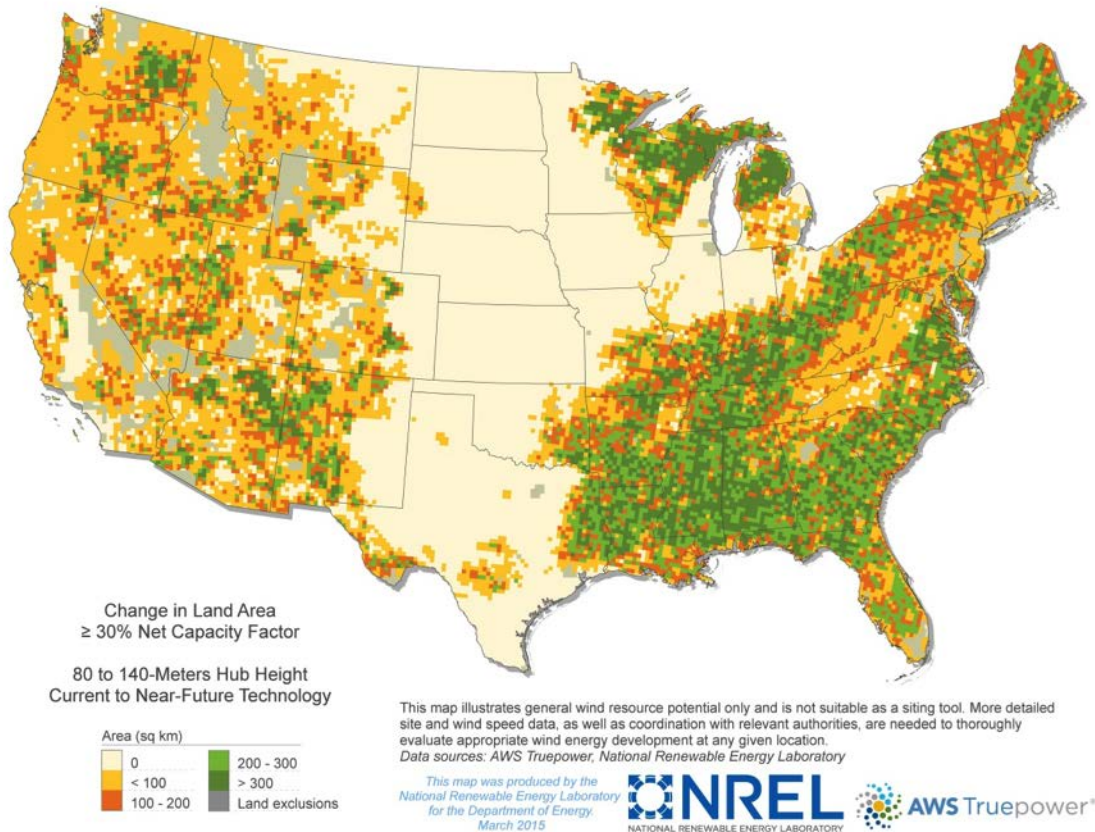 Change in Land Area
≥ 30% Net Capacity Factor
80 to 140-Meters Hub Height
Current to Near-Future Technology
Area (sq km)
0
< 100
100 - 200
200 - 300
> 300
Land exclusions
This map illustrates general wind resource potential only and is not suitable as a siting tool. More detailed
site and wind speed data, as well as coordination with relevant authorities, are needed to thoroughly
evaluate appropriate wind energy development at any given location.
Data sources: AWS Truepower, National Renewable Energy Laboratory
This map was produced by the
National Renewable Energy Laboratory
for the Department of Energy.
March 2015
NREL
NATIONAL RENEWABLE ENERGY LABORATORY
AWS Truepower®